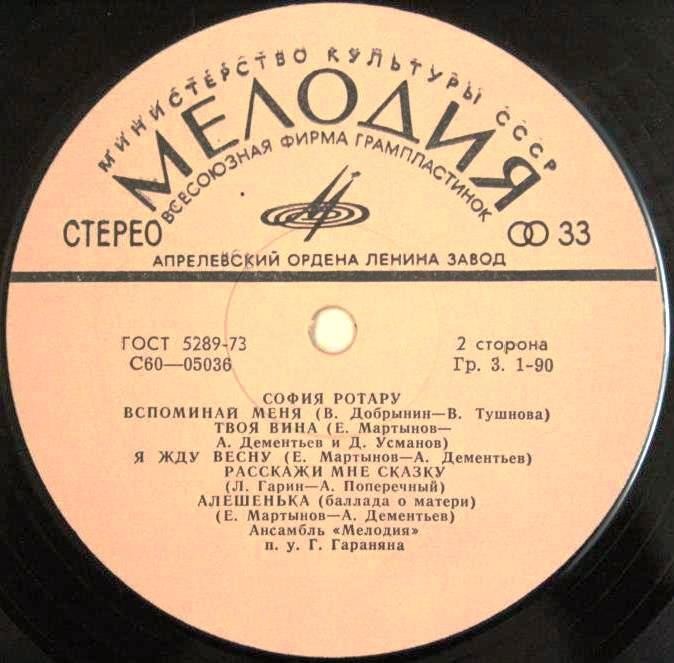 МИНИСТЕРСТВО КУЛЬТУРЫ СССР
МЕЛОДИЯ
ВСЕСОЮЗНАЯ ФИРМА ГРАМПЛАСТИНОК
СТЕРЕО 33
АПРЕЛЕВСКИЙ ОРДЕНА ЛЕНИНА ЗАВОД
ГОСТ 5289-73 2 сторона
С60—05036 Гр. 3. 1-90
СОФИЯ РОТАРУ
ВСПОМИНАЙ МЕНЯ (В. Добрынин—В. Тушнова)
ТВОЯ ВИНА (Е. Мартынов—
А. Дементьев и Д. Усманов)
Я ЖДУ ВЕСНУ (Е. Мартынов—А. Дементьев)
РАССКАЖИ МНЕ СКАЗКУ
(Л. Гарин—А. Поперечный)
АЛЕШЕНЬКА (баллада о матери)
(Е. Мартынов—А. Дементьев)
Ансамбль «Мелодия»
п. у. Г. Гараняна